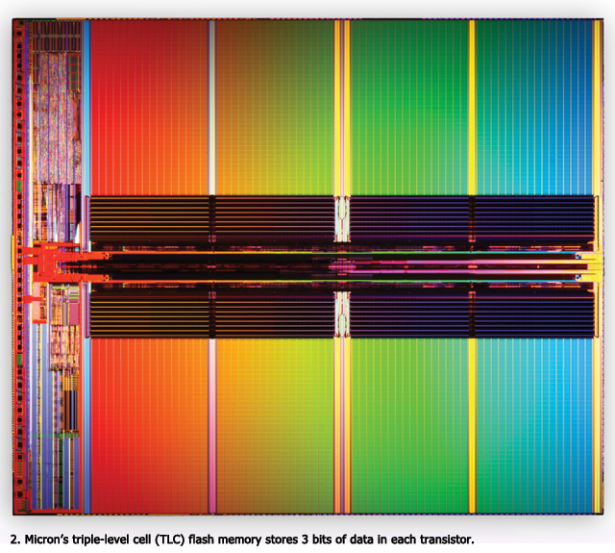 2. Micron's triple-level cell (TLC) flash memory stores 3 bits of data in each transistor.